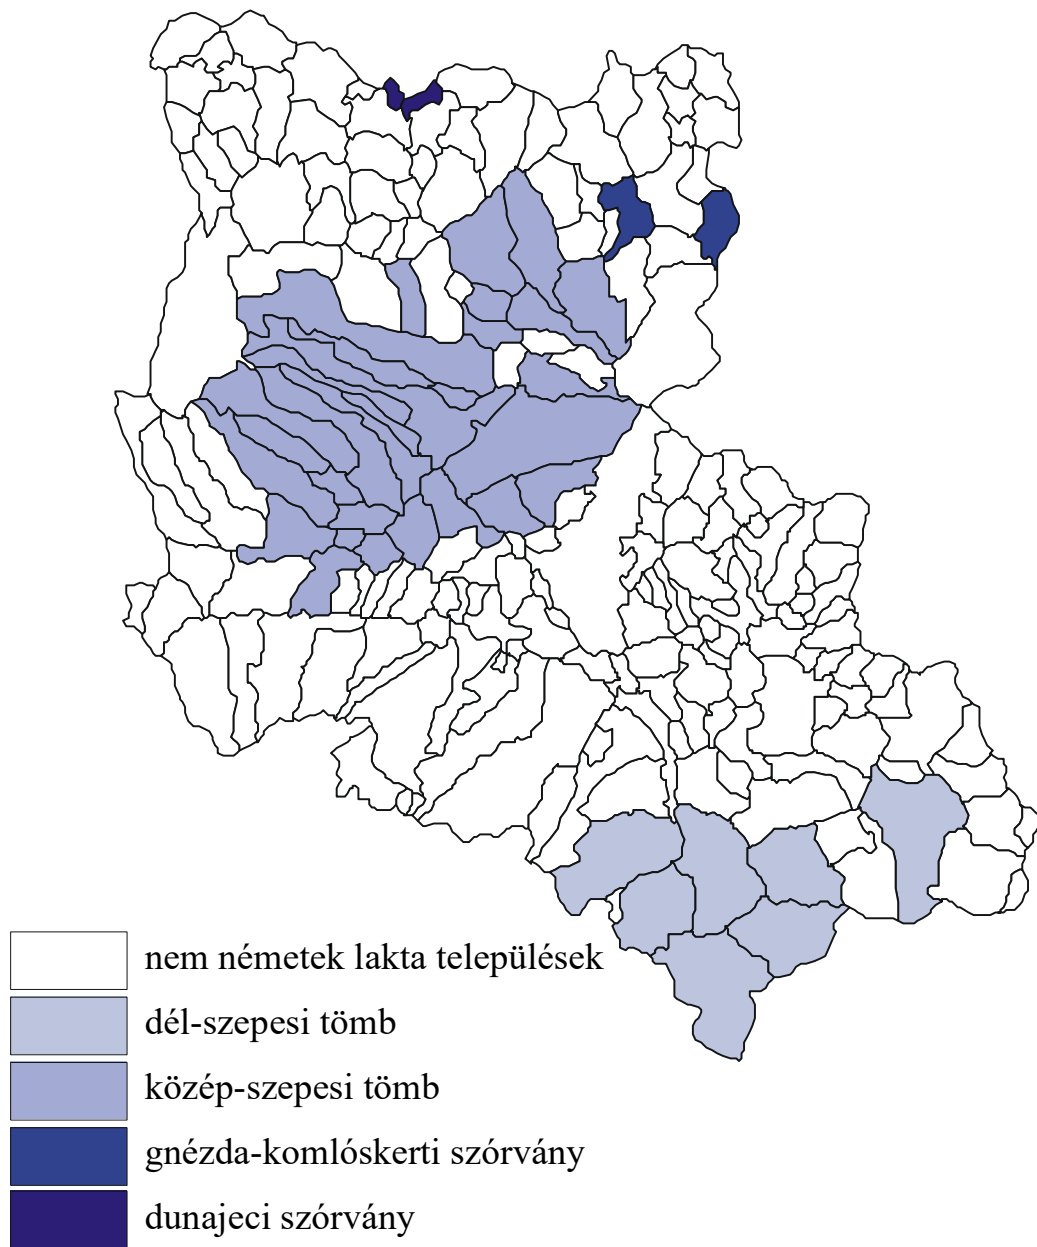 nem németek lakta települések
dél-szepesi tömb
közép-szepesi tömb
gnézda-komlóskerti szórvány
dunajeci szórvány